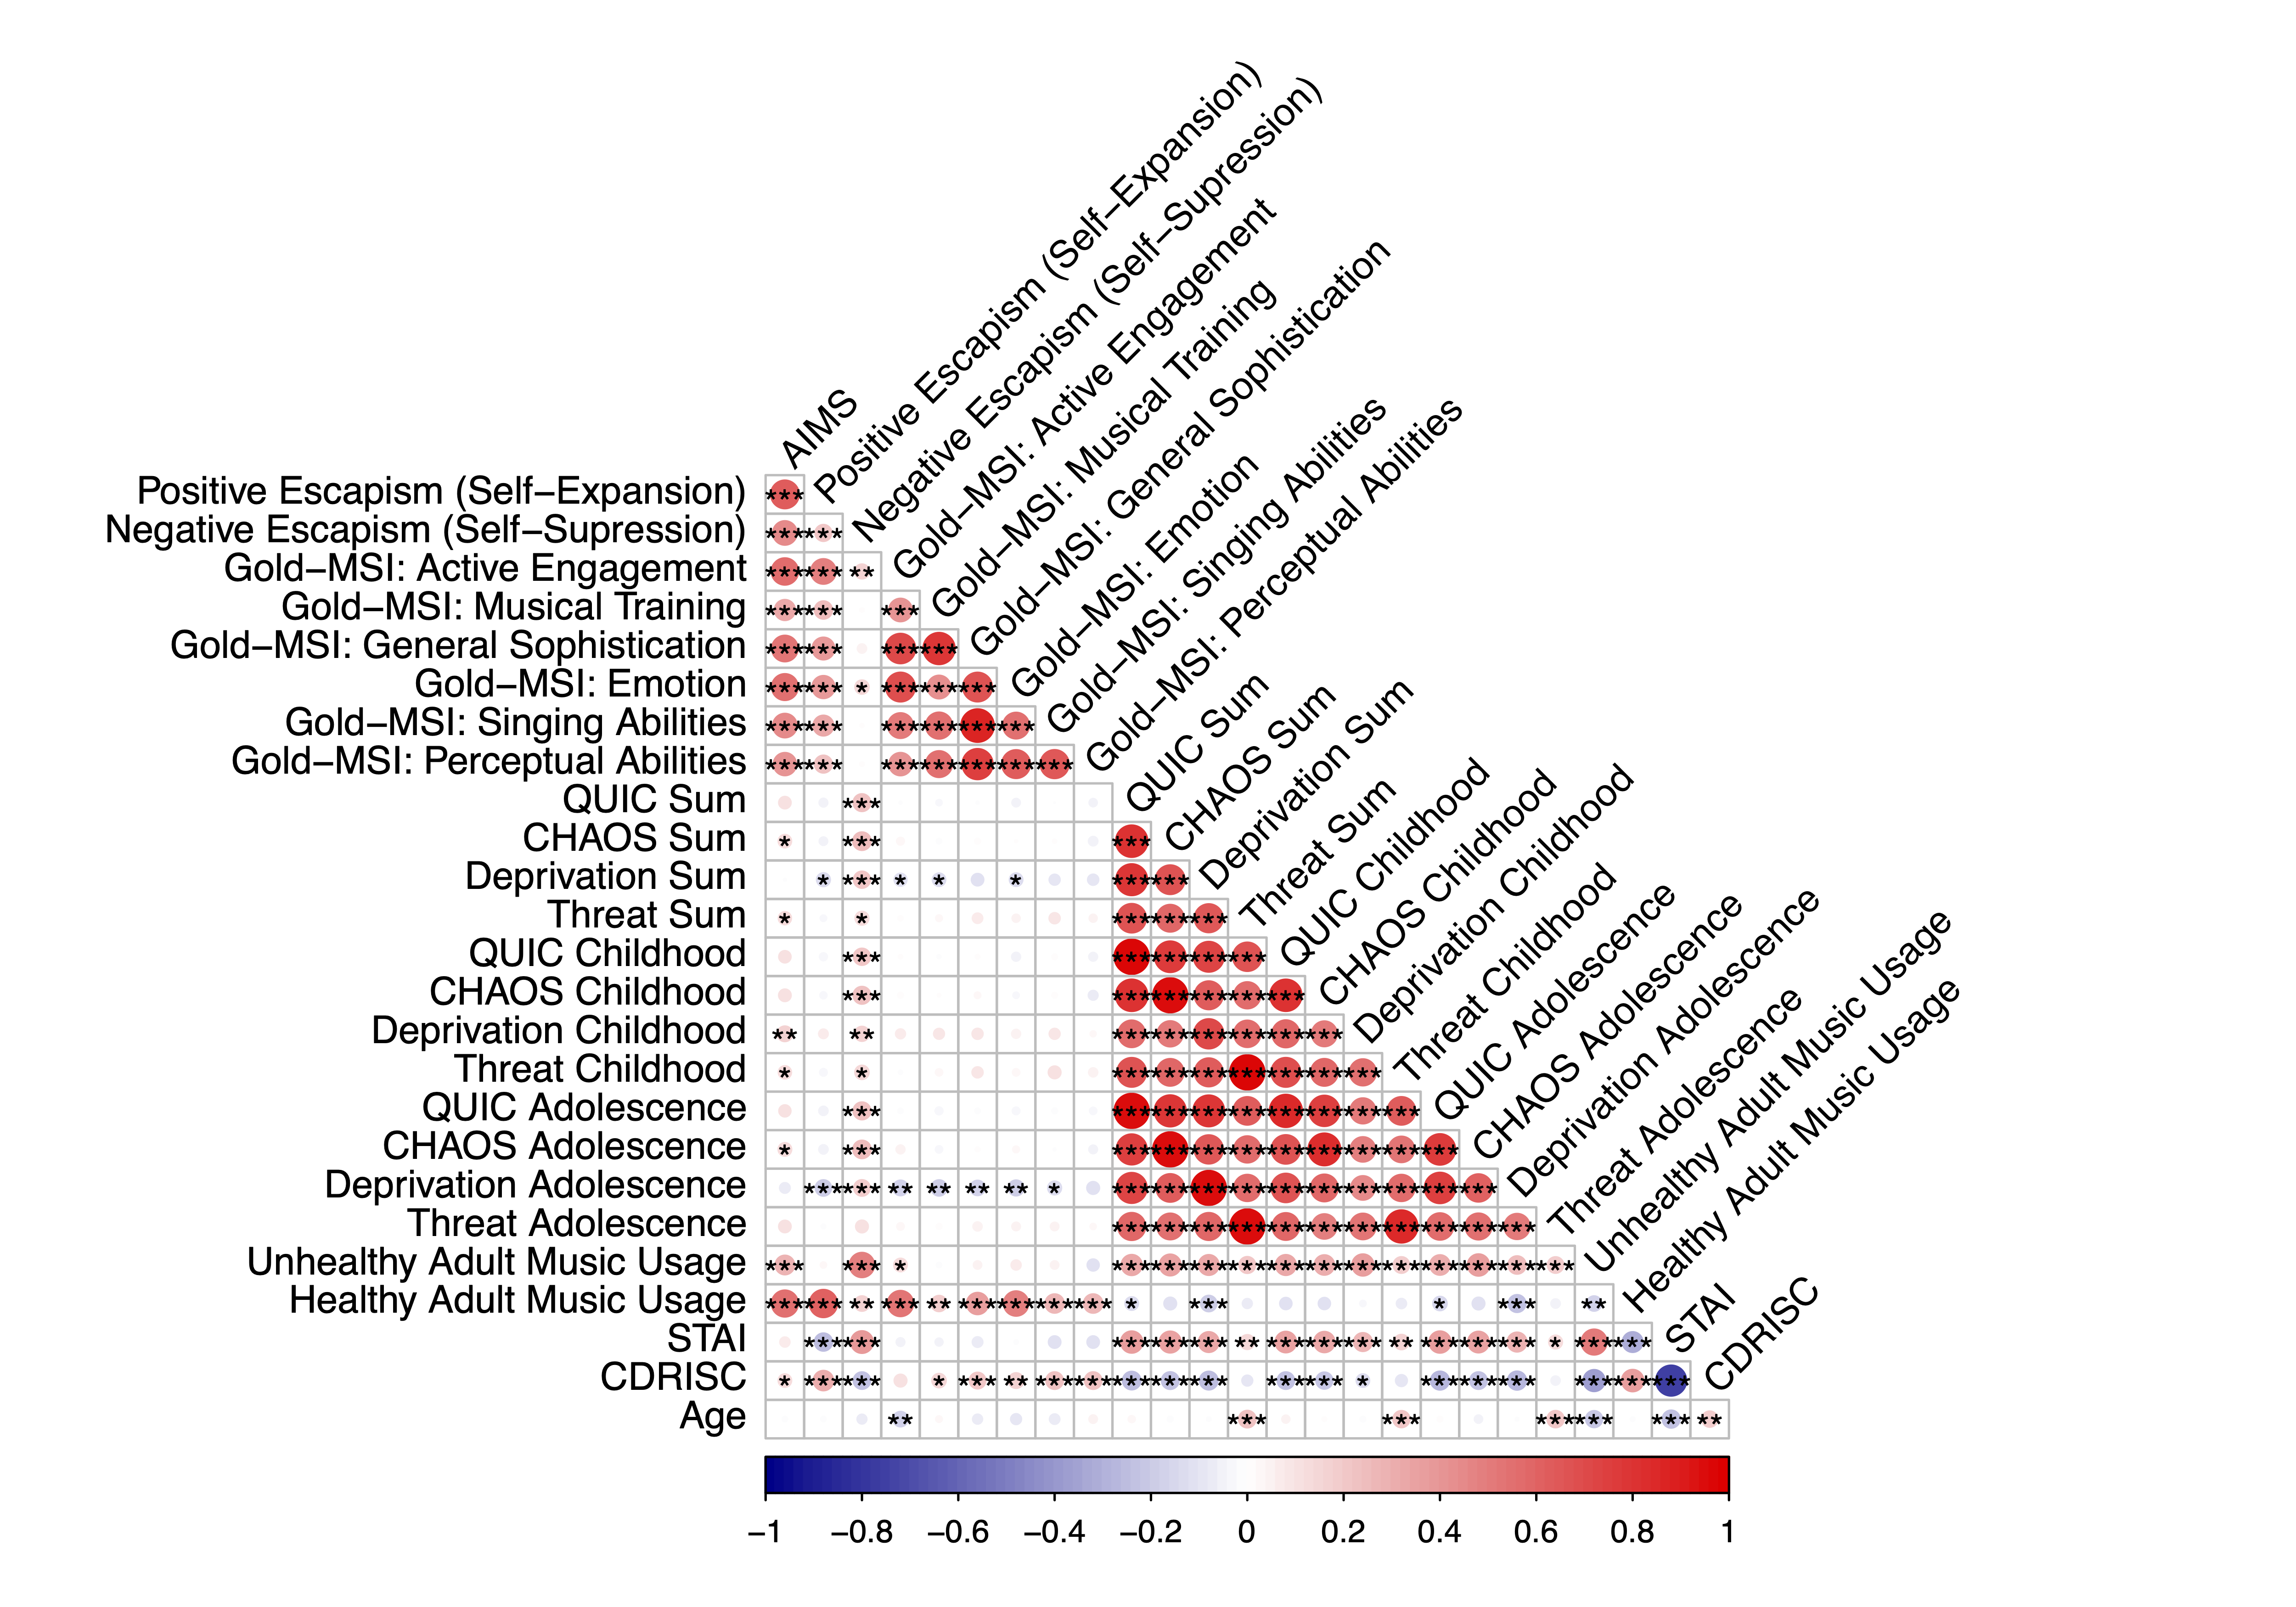 AIMS
Positive Escapism (Self−Expansion)
Negative Escapism (Self−Supression)
Gold−MSI: Active Engagement
Gold−MSI: Musical Training
Gold−MSI: General Sophistication
Gold−MSI: Emotion
Gold−MSI: Singing Abilities
Gold−MSI: Perceptual Abilities
QUIC Sum
CHAOS Sum
Deprivation Sum
Threat Sum
QUIC Childhood
CHAOS Childhood
Deprivation Childhood
Threat Childhood
QUIC Adolescence
CHAOS Adolescence
Deprivation Adolescence
Threat Adolescence
Unhealthy Adult Music Usage
Healthy Adult Music Usage
STAI
CDRISC
Positive Escapism (Self−Expansion)
Negative Escapism (Self−Supression)
Gold−MSI: Active Engagement
Gold−MSI: Musical Training
Gold−MSI: General Sophistication
Gold−MSI: Emotion
Gold−MSI: Singing Abilities
Gold−MSI: Perceptual Abilities
QUIC Sum
CHAOS Sum
Deprivation Sum
Threat Sum
QUIC Childhood
CHAOS Childhood
Deprivation Childhood
Threat Childhood
QUIC Adolescence
CHAOS Adolescence
Deprivation Adolescence
Threat Adolescence
Unhealthy Adult Music Usage
Healthy Adult Music Usage
STAI
CDRISC
Age
−1 −0.8 −0.6 −0.4 −0.2 0 0.2 0.4 0.6 0.8 1